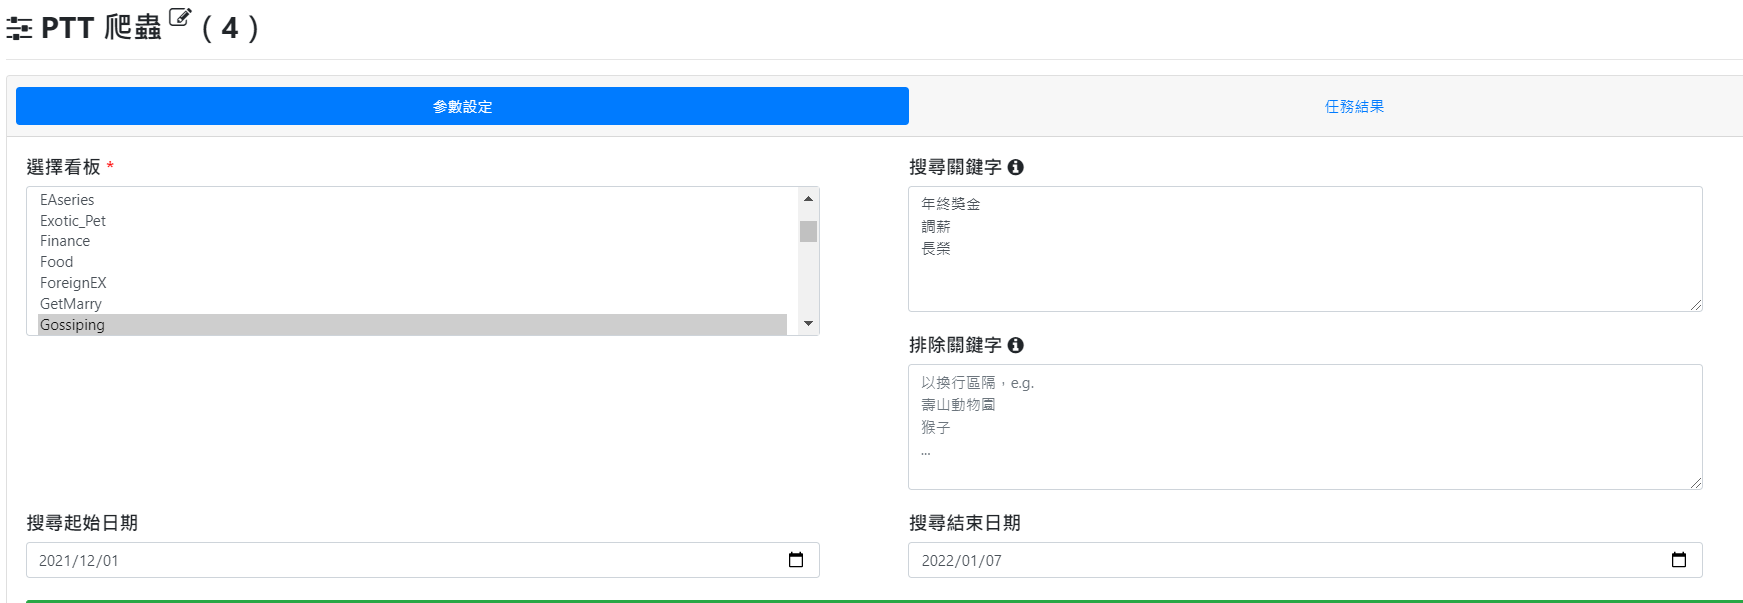 PTT 爬蟲 ( 4 )
參數設定
任務結果
選擇看板 *
EAseries
Exotic_Pet
Finance
Food
ForeignEX
GetMarry
Gossiping
搜尋關鍵字
年終獎金
調薪
長榮
排除關鍵字
以換行區隔，e.g.
壽山動物園
猴子
...
搜尋起始日期
2021/12/01
搜尋結束日期
2022/01/07